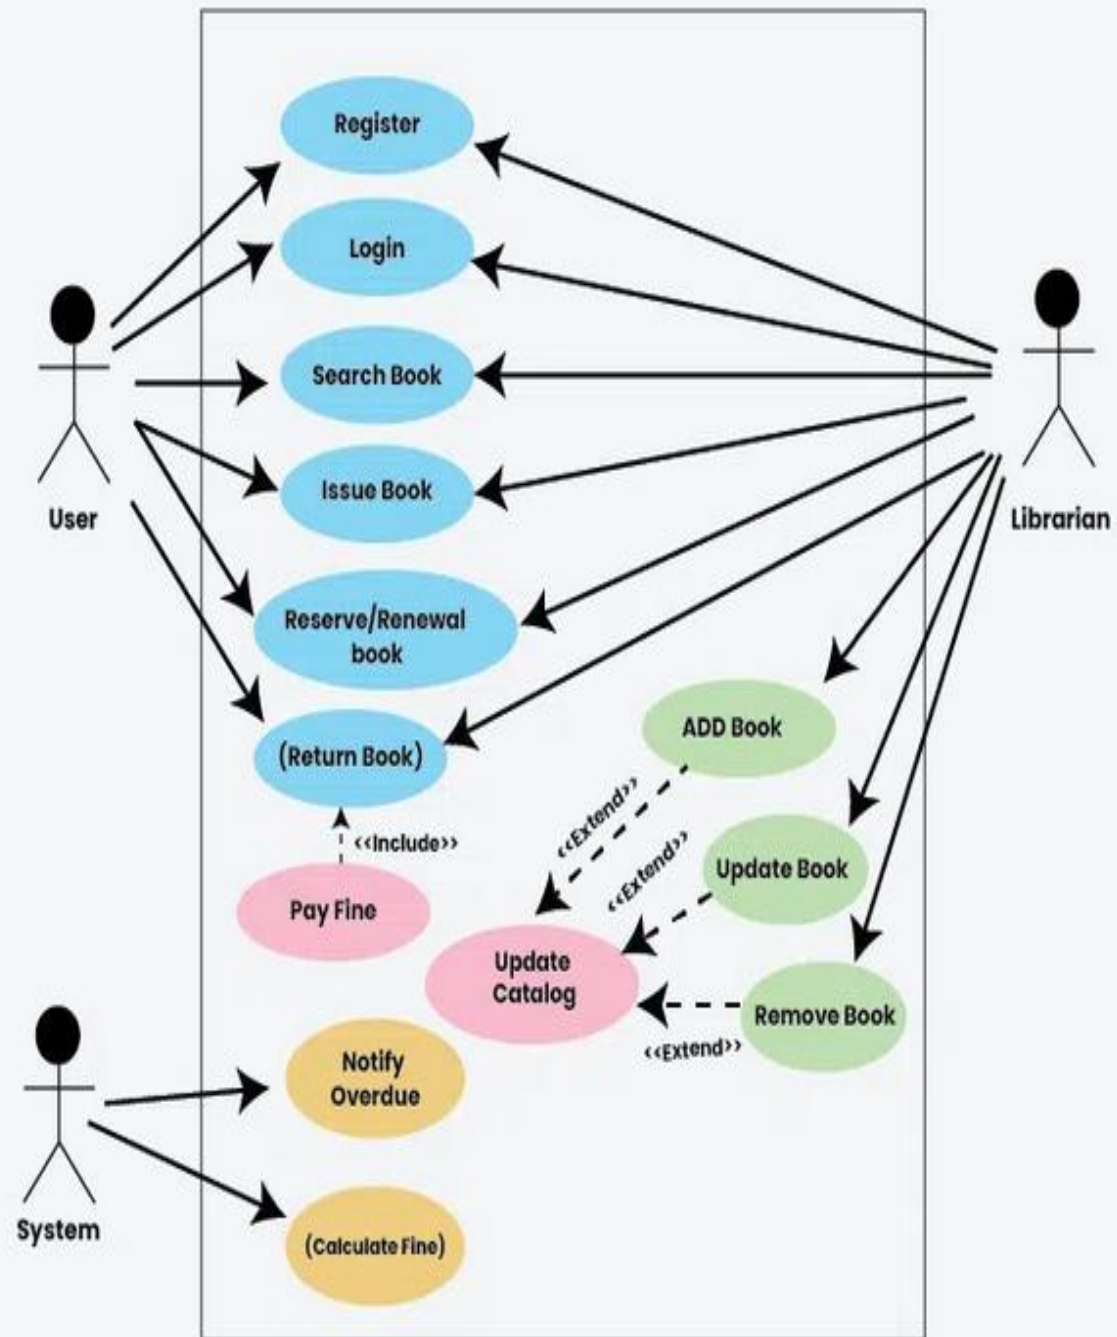 Register
Login
Search Book
Issue Book
User
Librarian
Reserve/Renewal
book
(Return Book)
ADD Book
<<Extend>>
<<Include>>
<<Extend>>
Update Book
Pay Fine
Update
Catalog
Remove Book
<<Extend>>
Notify
Overdue
System
(Calculate Fine)